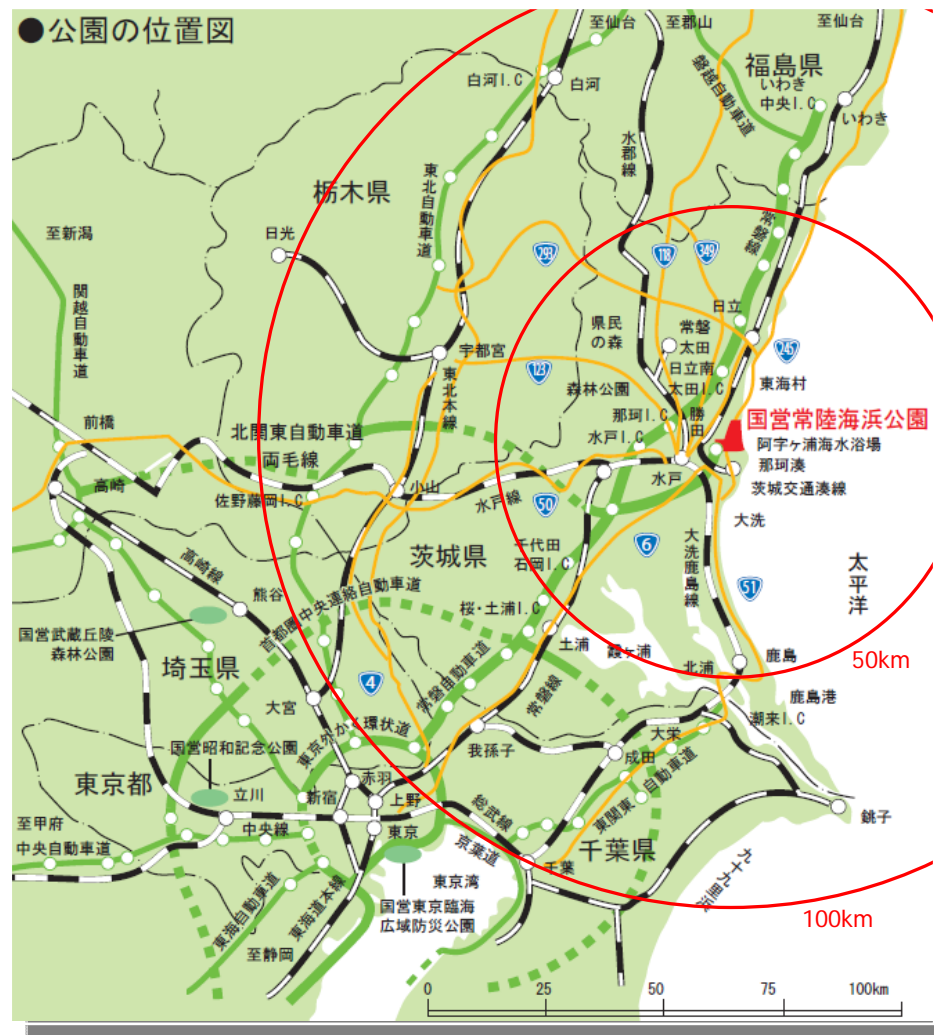 ●公園の位置図
至仙台
至郡山
至仙台
白河I.C
白河
磐越自動車道
福島県
いわき
中央I.C
いわき
水郡線
東北自動車道
栃木県
常磐線
至新潟
日光
293
118
349
関越自動車道
日立
県民
の森
常磐
太田
245
宇都宮
123
日立南
太田I.C
東海村
東北本線
森林公園
前橋
那珂I.C
勝田
国営常陸海浜公園
北関東自動車道
水戸I.C
阿字ヶ浦海水浴場
両毛線
那珂湊
高崎
佐野藤岡I.C
小山
水戸線
水戸
茨城交通湊線
50
大洗
千代田
石岡I.C
6
大洗鹿島線
太平洋
茨城県
高崎線
熊谷
首都圏中央連絡自動車道
桜・土浦I.C
51
国営武蔵丘陵
森林公園
土浦
霞ヶ浦
北浦
鹿島
50km
埼玉県
4
常磐自動車道
常磐線
鹿島港
大宮
潮来I.C
東京外かく環状道
国営昭和記念公園
我孫子
大栄
成田
東京都
赤羽
東関東自動車道
立川
新宿
上野
総武線
銚子
至甲府
中央線
東京
京葉道
千葉県
中央自動車道
千葉
九十九里浜
東京湾
東海自動車道
東海道本線
国営東京臨海
広域防災公園
100km
至静岡
0
25
50
75
100km